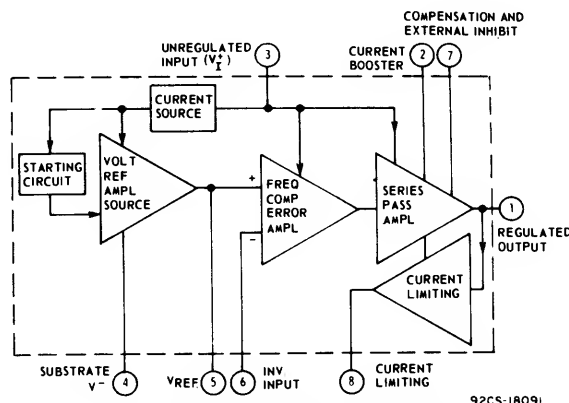 COMPENSATION AND
EXTERNAL INHIBIT
UNREGULATED
INPUT (V_I^+)
3
CURRENT
BOOSTER
2
7
CURRENT
SOURCE
STARTING
CIRCUIT
VOLT
REF
AMPL
SOURCE
+
FREQ
COMP
ERROR
AMPL
-
SERIES
PASS
AMPL
1
REGULATED
OUTPUT
CURRENT
LIMITING
SUBSTRATE
V-
4
VREF
5
6
INV
INPUT
8
CURRENT
LIMITING
92CS-18091